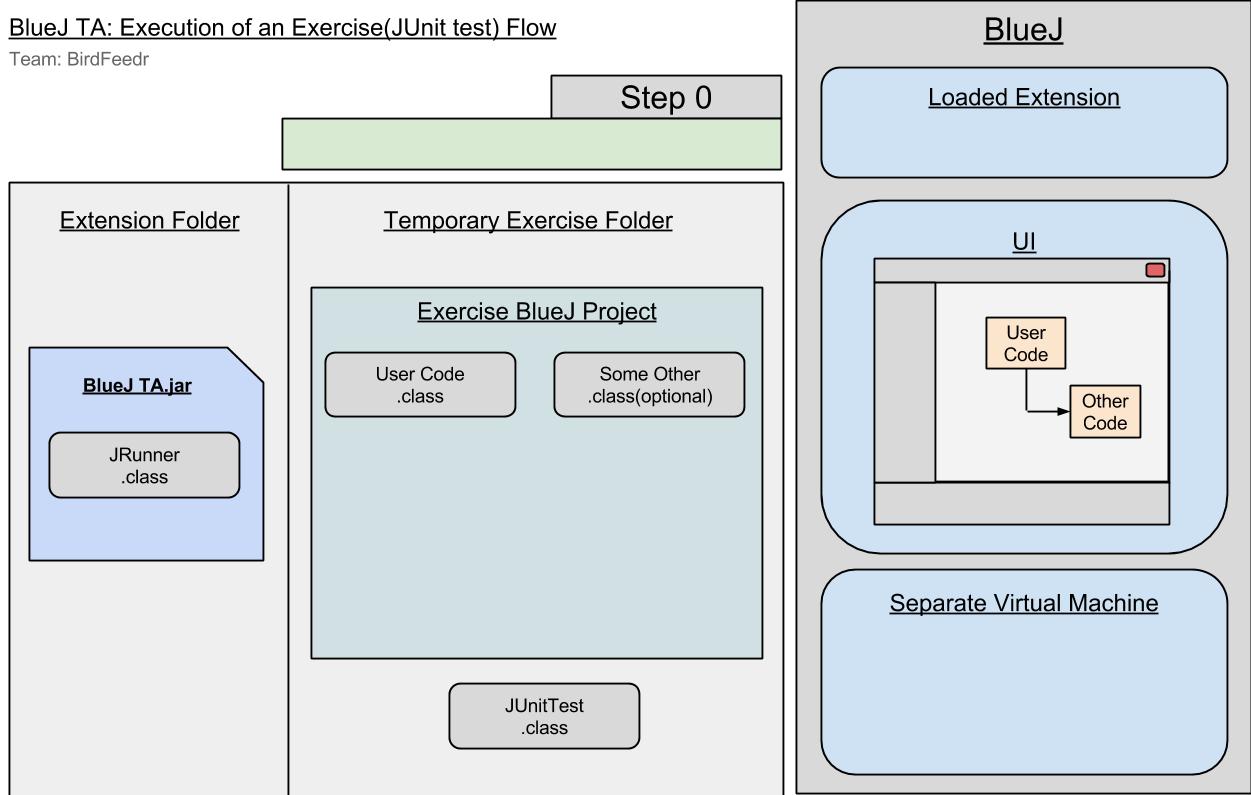 BlueJ TA: Execution of an Exercise(JUnit test) Flow
Team: BirdFeedr
Step 0
Extension Folder
BlueJ TA.jar
JRunner
.class
Temporary Exercise Folder
Exercise BlueJ Project
User Code
.class
Some Other
.class(optional)
JUnitTest
.class
BlueJ
Loaded Extension
UI
User
Code
Other
Code
Separate Virtual Machine